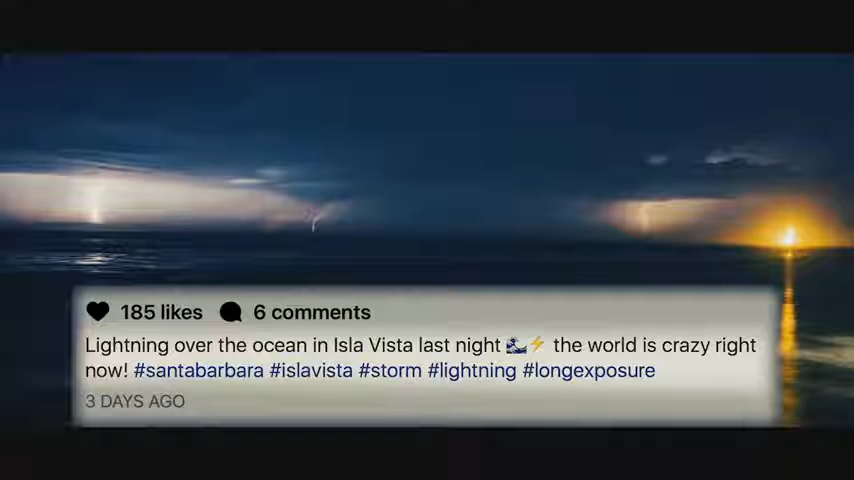 185 likes 6 comments
Lightning over the ocean in Isla Vista last night 🌊⚡ the world is crazy right
now! #santabarbara #islavista #storm #lightning #longexposure
3 DAYS AGO